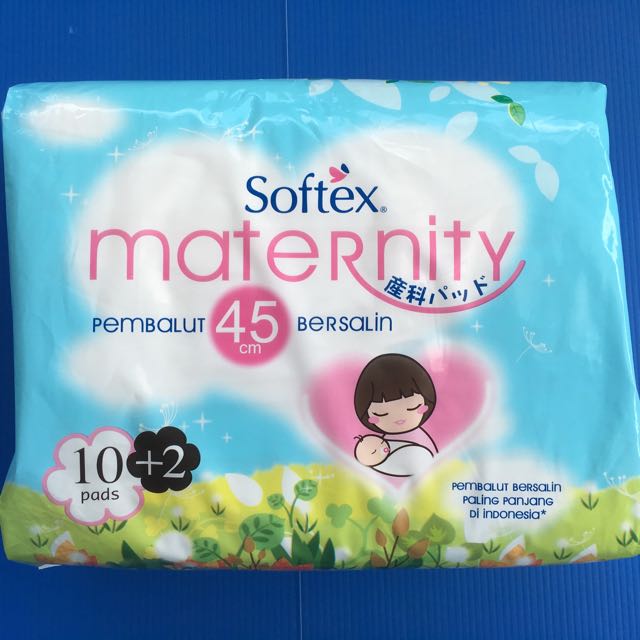 Softex®
maternity
産科パッド
PEMBALUT 45 cm BERSALIN
10+2
pads
PEMBALUT BERSALIN
PALING PANJANG
DI INDONESIA*